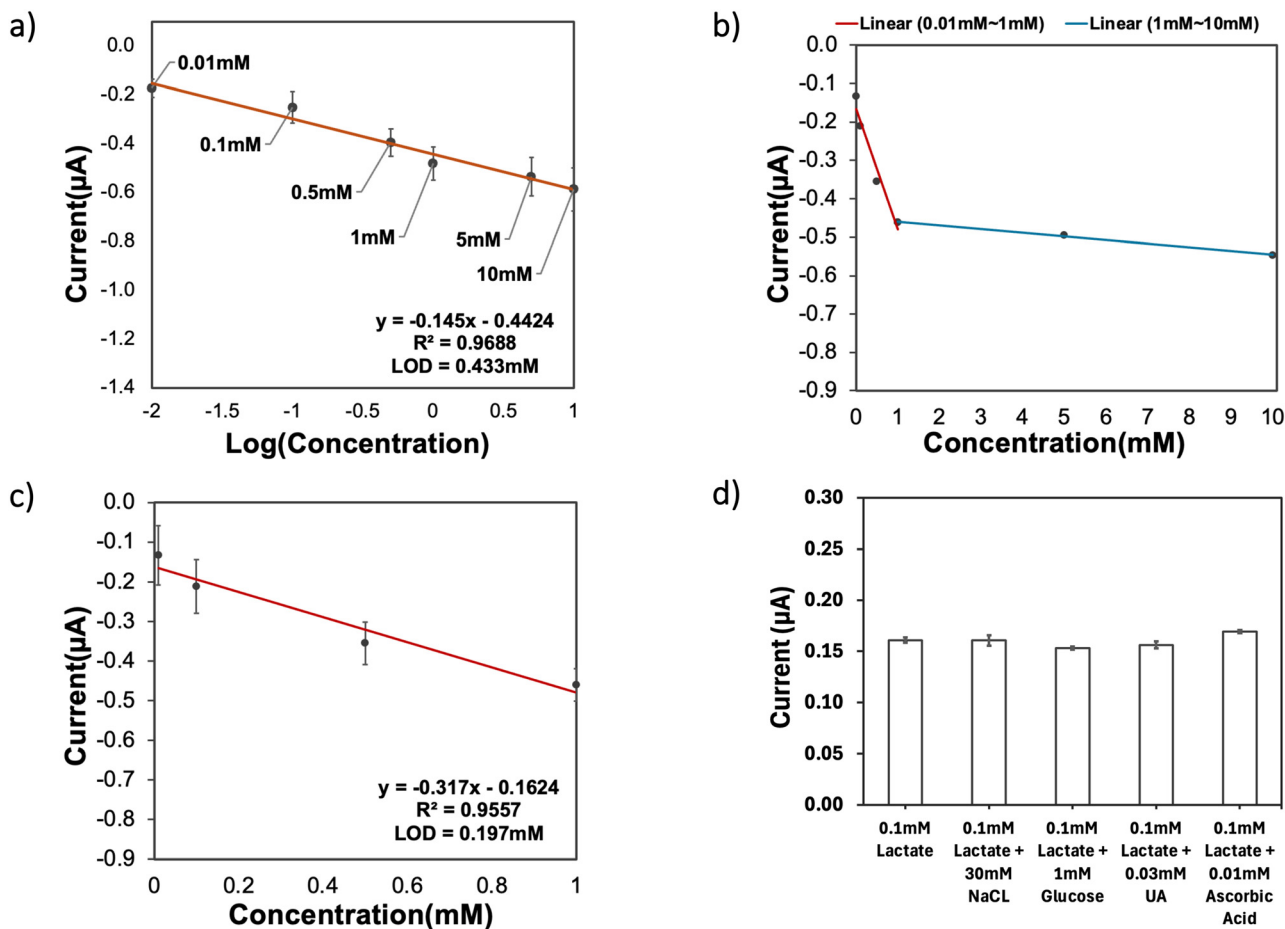 a)
0.0
-0.2
-0.4
-0.6
-0.8
-1.0
-1.2
-1.4
Current(µA)
0.01mM
0.1mM
0.5mM
1mM
5mM
10mM
y = -0.145x - 0.4424
R² = 0.9688
LOD = 0.433mM
-2 -1 -1 0 0.5 1
Log(Concentration)
b)
Linear (0.01mM~1mM) Linear (1mM~10mM)
0.0
-0.1
-0.2
-0.3
-0.4
-0.5
-0.6
-0.7
-0.8
-0.9
Current(µA)
0 1 2 3 4 5 6 7 8 9 10
Concentration(mM)
c)
0.0
-0.1
-0.2
-0.3
-0.4
-0.5
-0.6
-0.7
-0.8
-0.9
Current(µA)
y = -0.317x - 0.1624
R² = 0.9557
LOD = 0.197mM
0 0.2 0.4 0.6 0.8 1
Concentration(mM)
d)
0.30
0.25
0.20
0.15
0.10
0.05
0.00
Current (µA)
0.1mM
Lactate
0.1mM
Lactate +
30mM
NaCL
0.1mM
Lactate +
1mM
Glucose
0.1mM
Lactate +
0.03mM
UA
0.1mM
Lactate +
0.01mM
Ascorbic
Acid